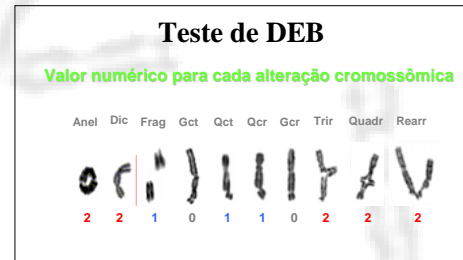 Teste de DEB
Valor numérico para cada alteração cromossômica
Anel Dic Frag Gct Qct Qcr Gcr Trir Quadr Rearr
2 2 1 0 1 1 0 2 2 2